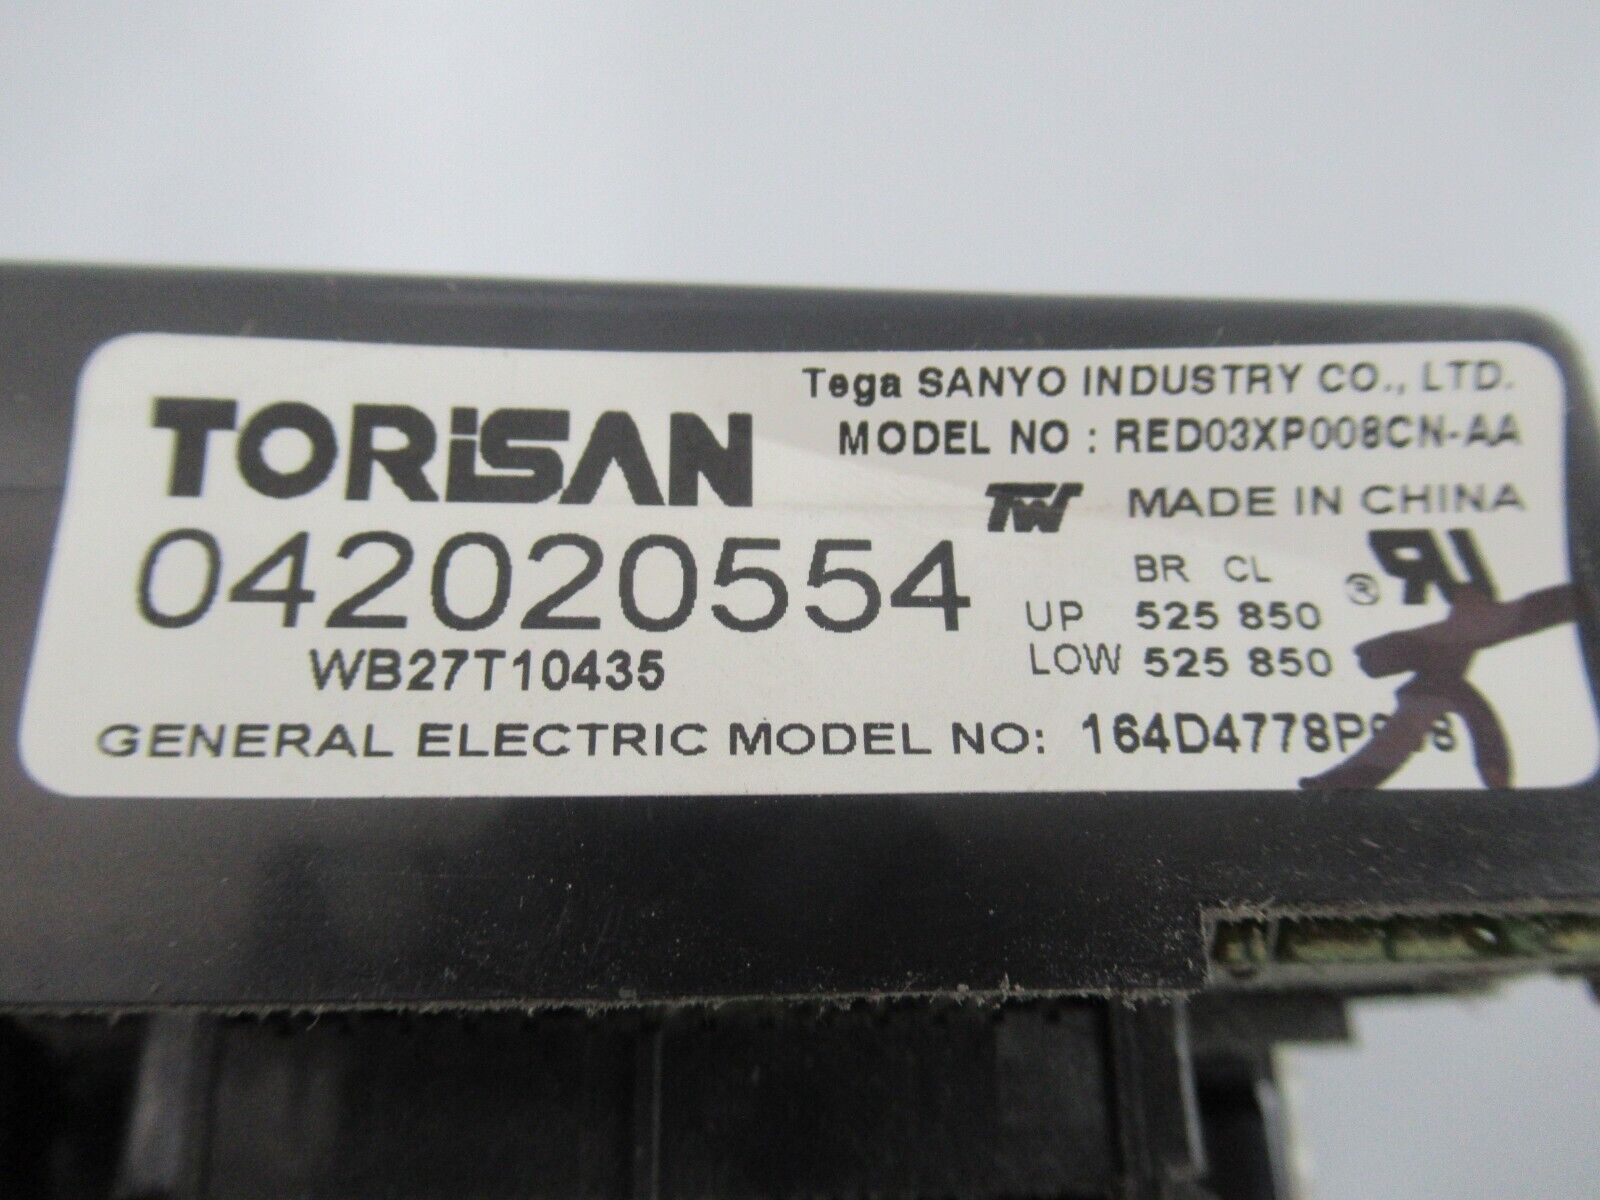 Tega SANYO INDUSTRY CO., LTD.
TORiSAN
MODEL NO : RED03XP008CN-AA
TW MADE IN CHINA
042020554
BR CL
UP 525 850
LOW 525 850
WB27T10435
GENERAL ELECTRIC MODEL NO: